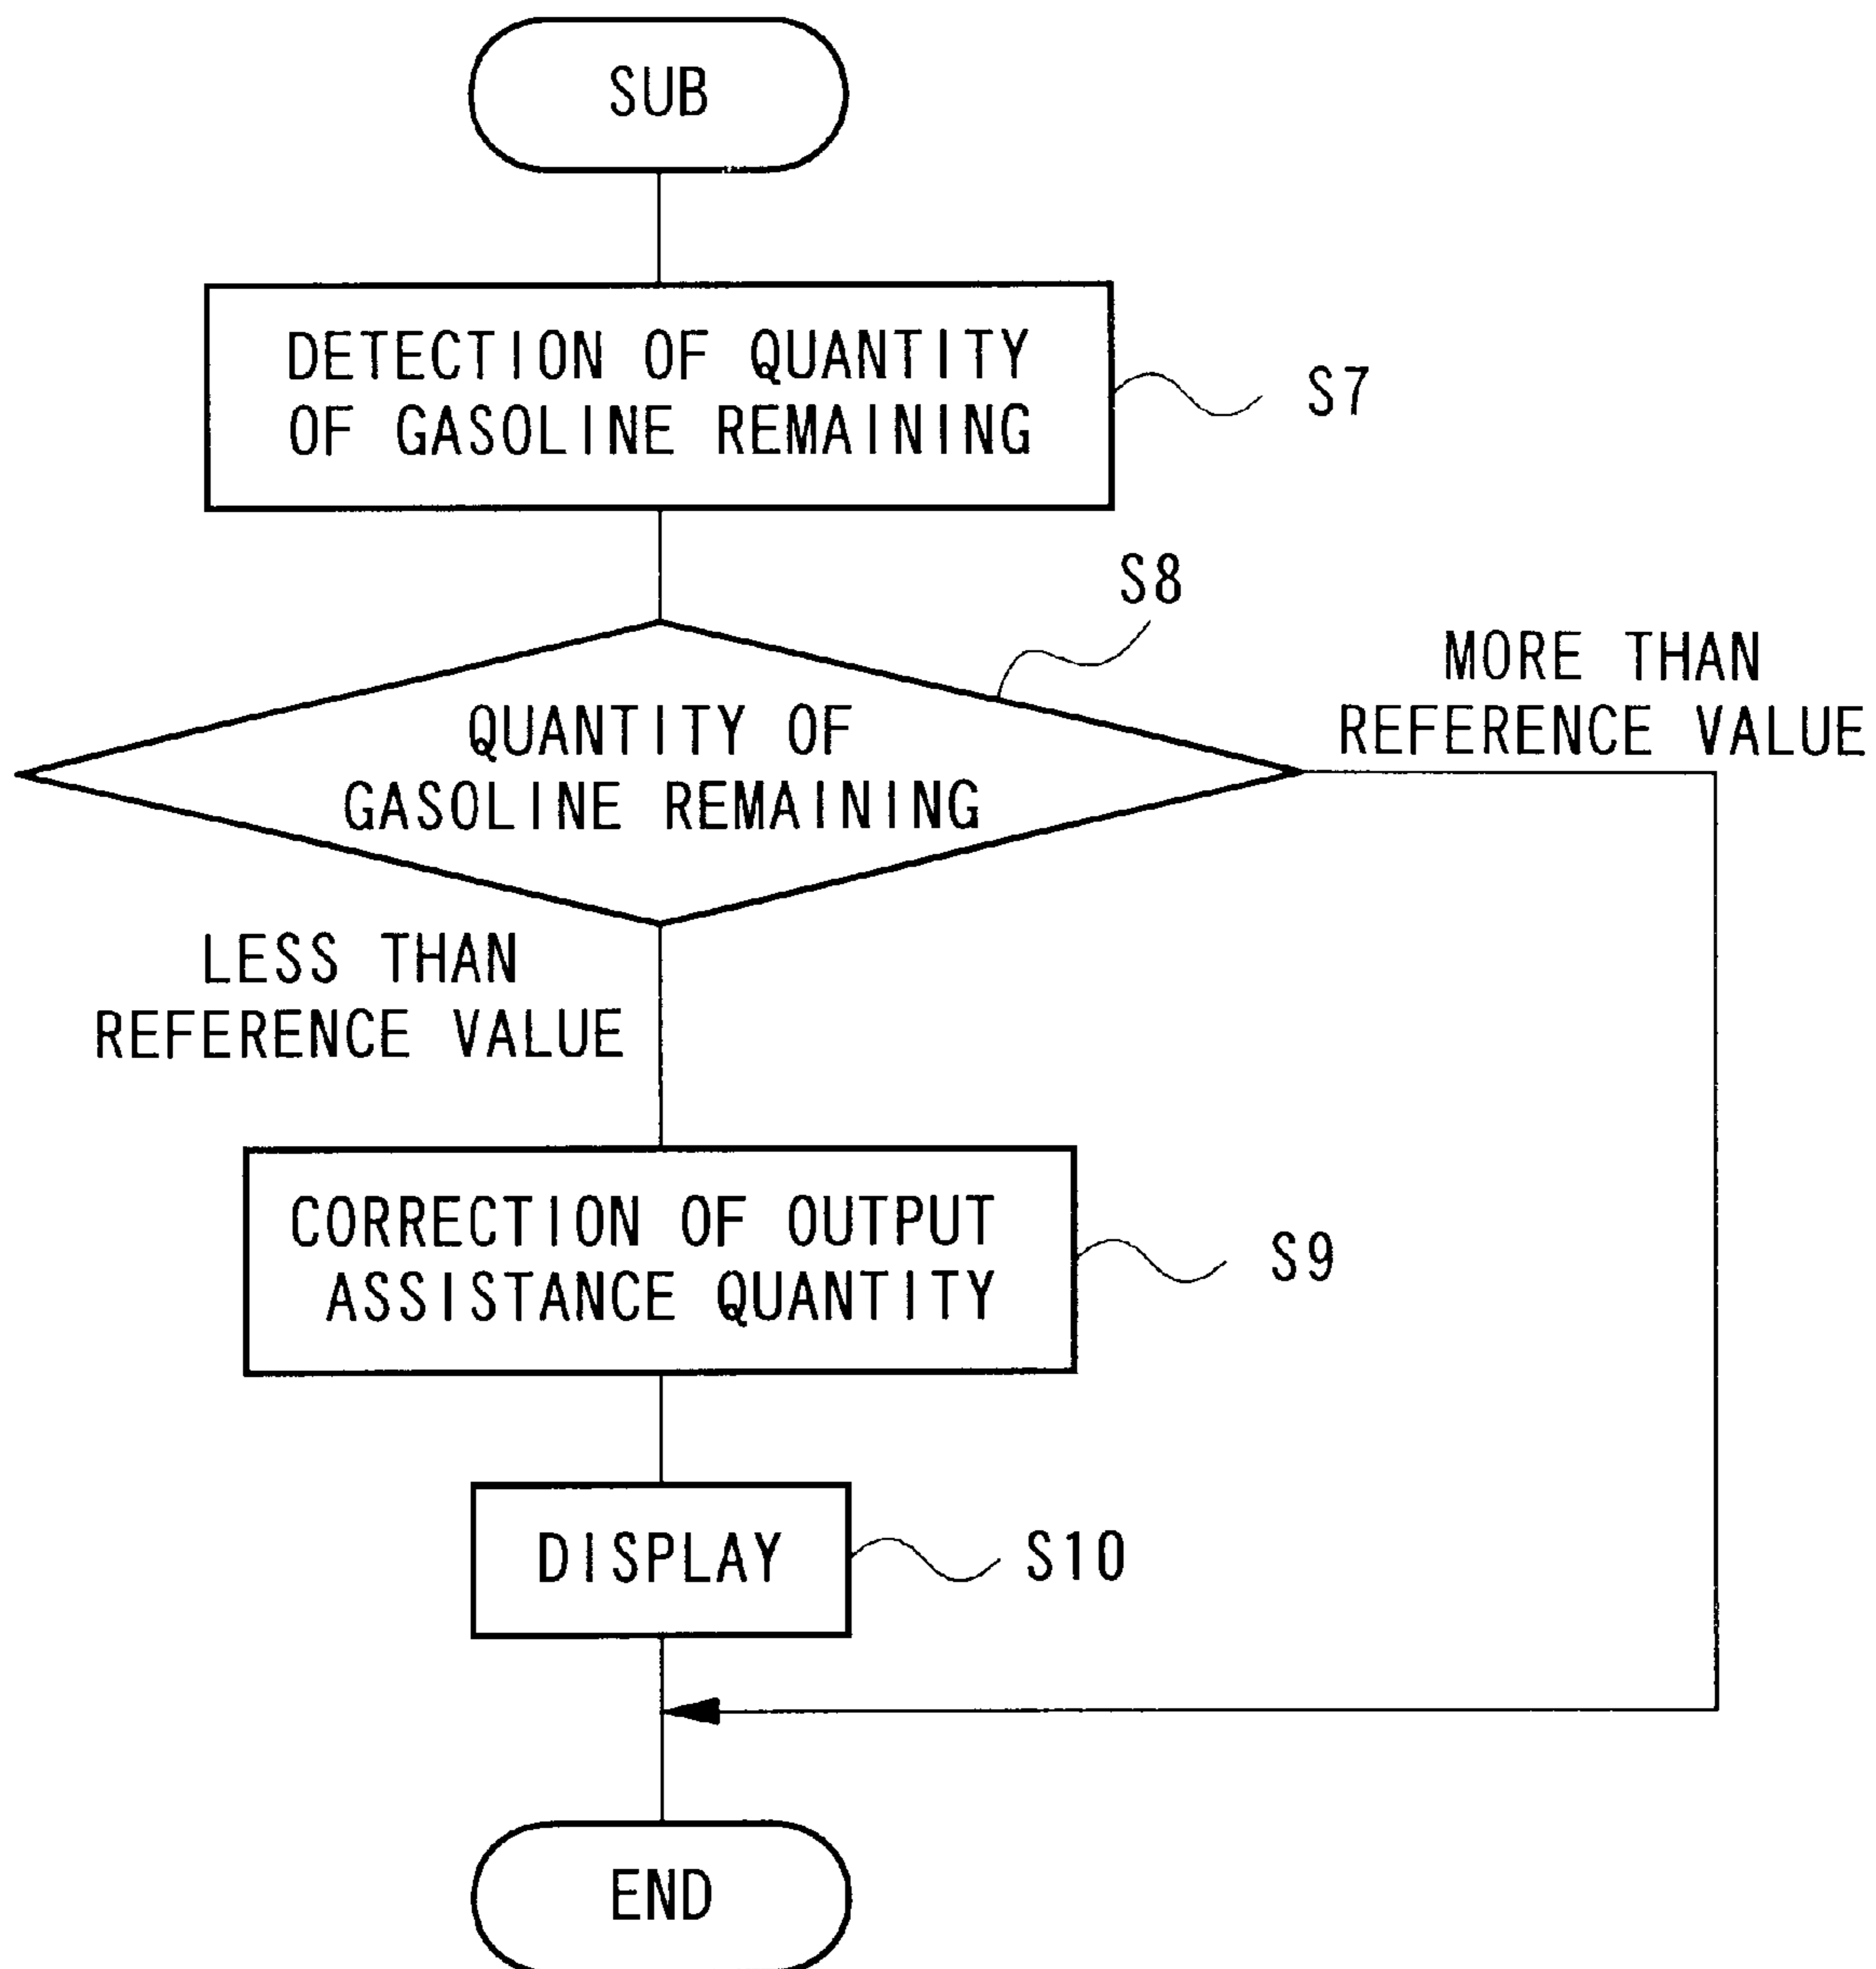 SUB
DETECTION OF QUANTITY
OF GASOLINE REMAINING
S7
S8
MORE THAN
REFERENCE VALUE
QUANTITY OF
GASOLINE REMAINING
LESS THAN
REFERENCE VALUE
CORRECTION OF OUTPUT
ASSISTANCE QUANTITY
S9
DISPLAY
S10
END